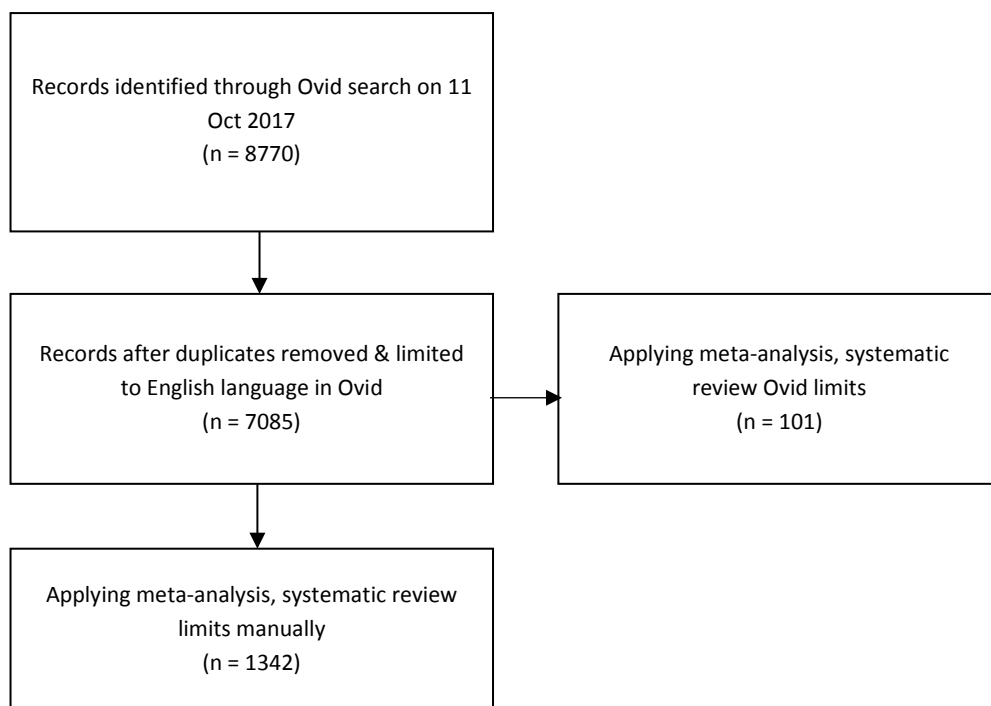 Records identified through Ovid search on 11
Oct 2017
(n = 8770)
Records after duplicates removed & limited
to English language in Ovid
(n = 7085)
Applying meta-analysis, systematic
review Ovid limits
(n = 101)
Applying meta-analysis, systematic review
limits manually
(n = 1342)